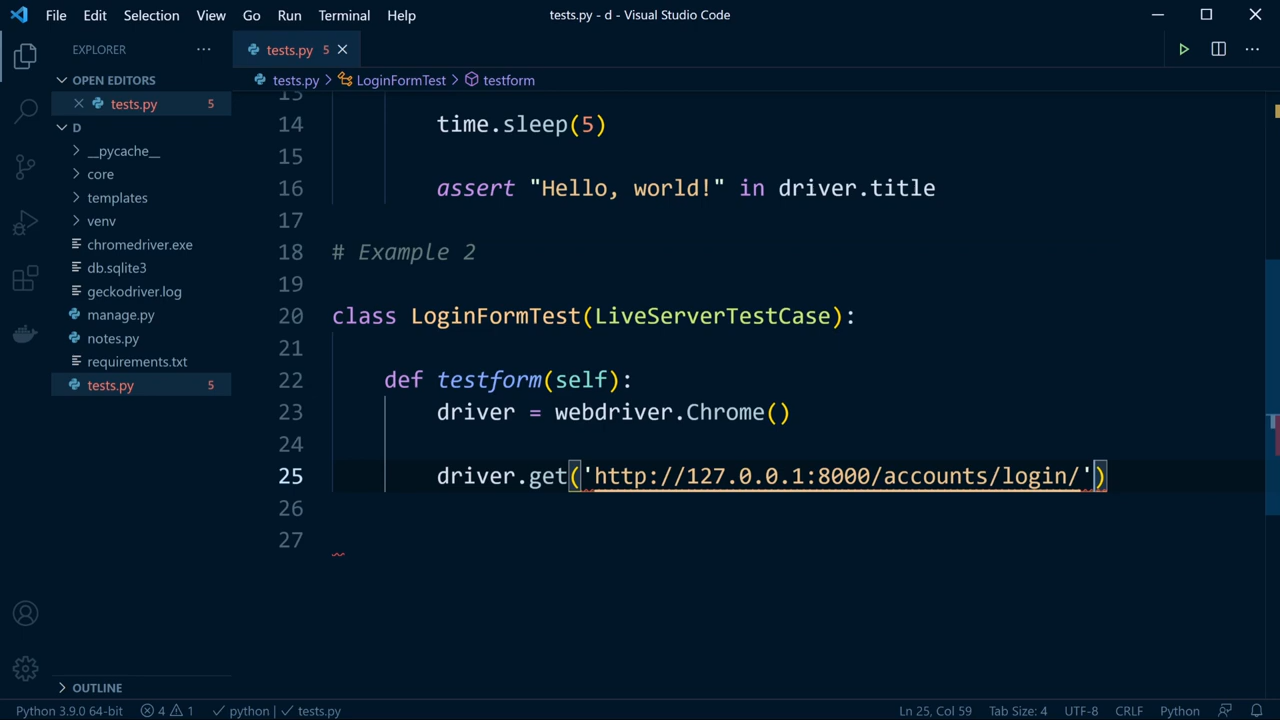 File Edit Selection View Go Run Terminal Help
tests.py - d - Visual Studio Code
EXPLORER
OPEN EDITORS
tests.py 5
D
__pycache__
core
templates
venv
chromedriver.exe
db.sqlite3
geckodriver.log
manage.py
notes.py
requirements.txt
tests.py 5
OUTLINE
tests.py 5
tests.py > LoginFormTest > testform
13
14 time.sleep(5)
15
16 assert "Hello, world!" in driver.title
17
18 # Example 2
19
20 class LoginFormTest(LiveServerTestCase):
21
22 def testform(self):
23 driver = webdriver.Chrome()
24
25 driver.get('http://127.0.0.1:8000/accounts/login/')
26
27
Python 3.9.0 64-bit 4 1 python | tests.py Ln 25, Col 59 Tab Size: 4 UTF-8 CRLF Python